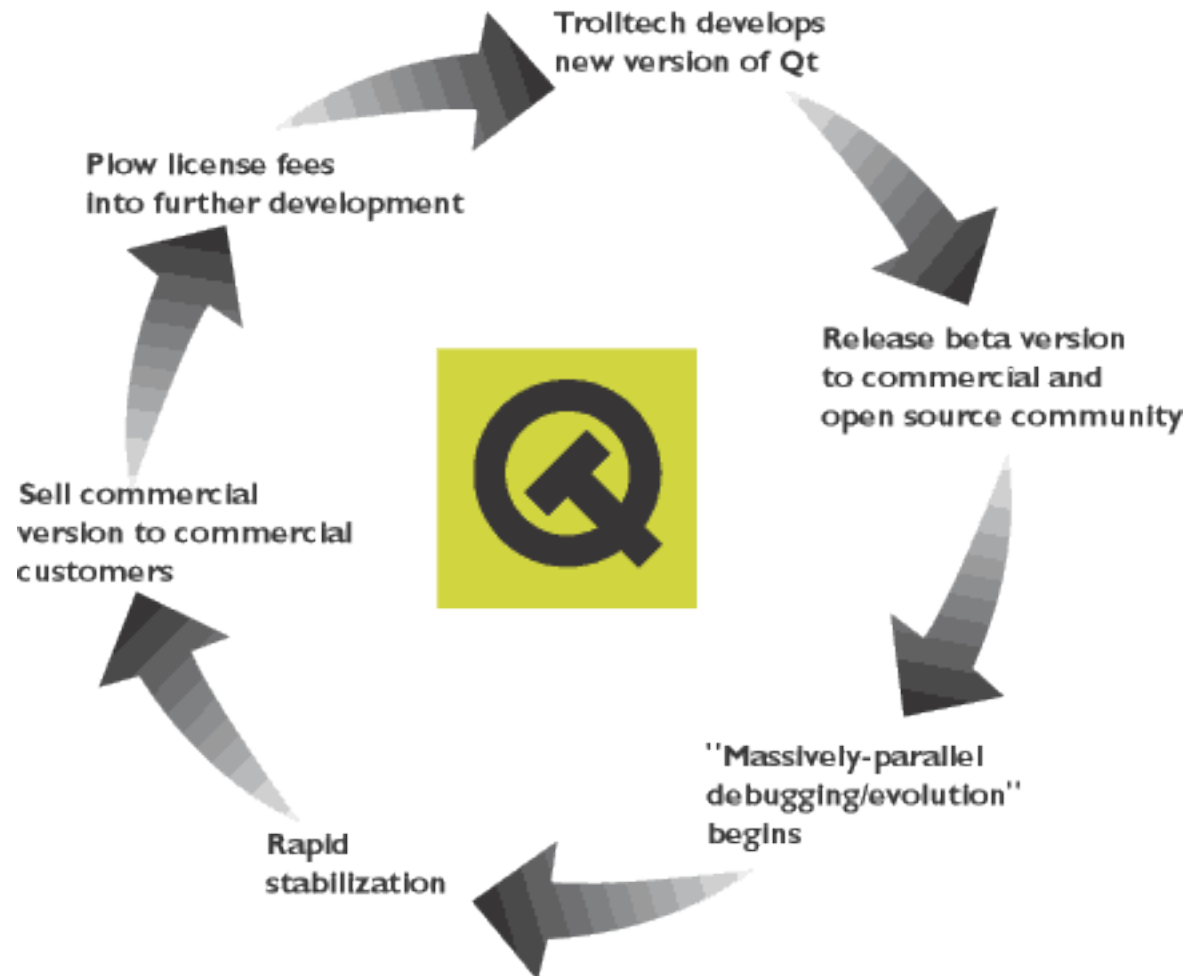 Trolltech develops
new version of Qt
Release beta version
to commercial and
open source community
"Massively-parallel
debugging/evolution"
begins
Rapid
stabilization
Sell commercial
version to commercial
customers
Plow license fees
into further development